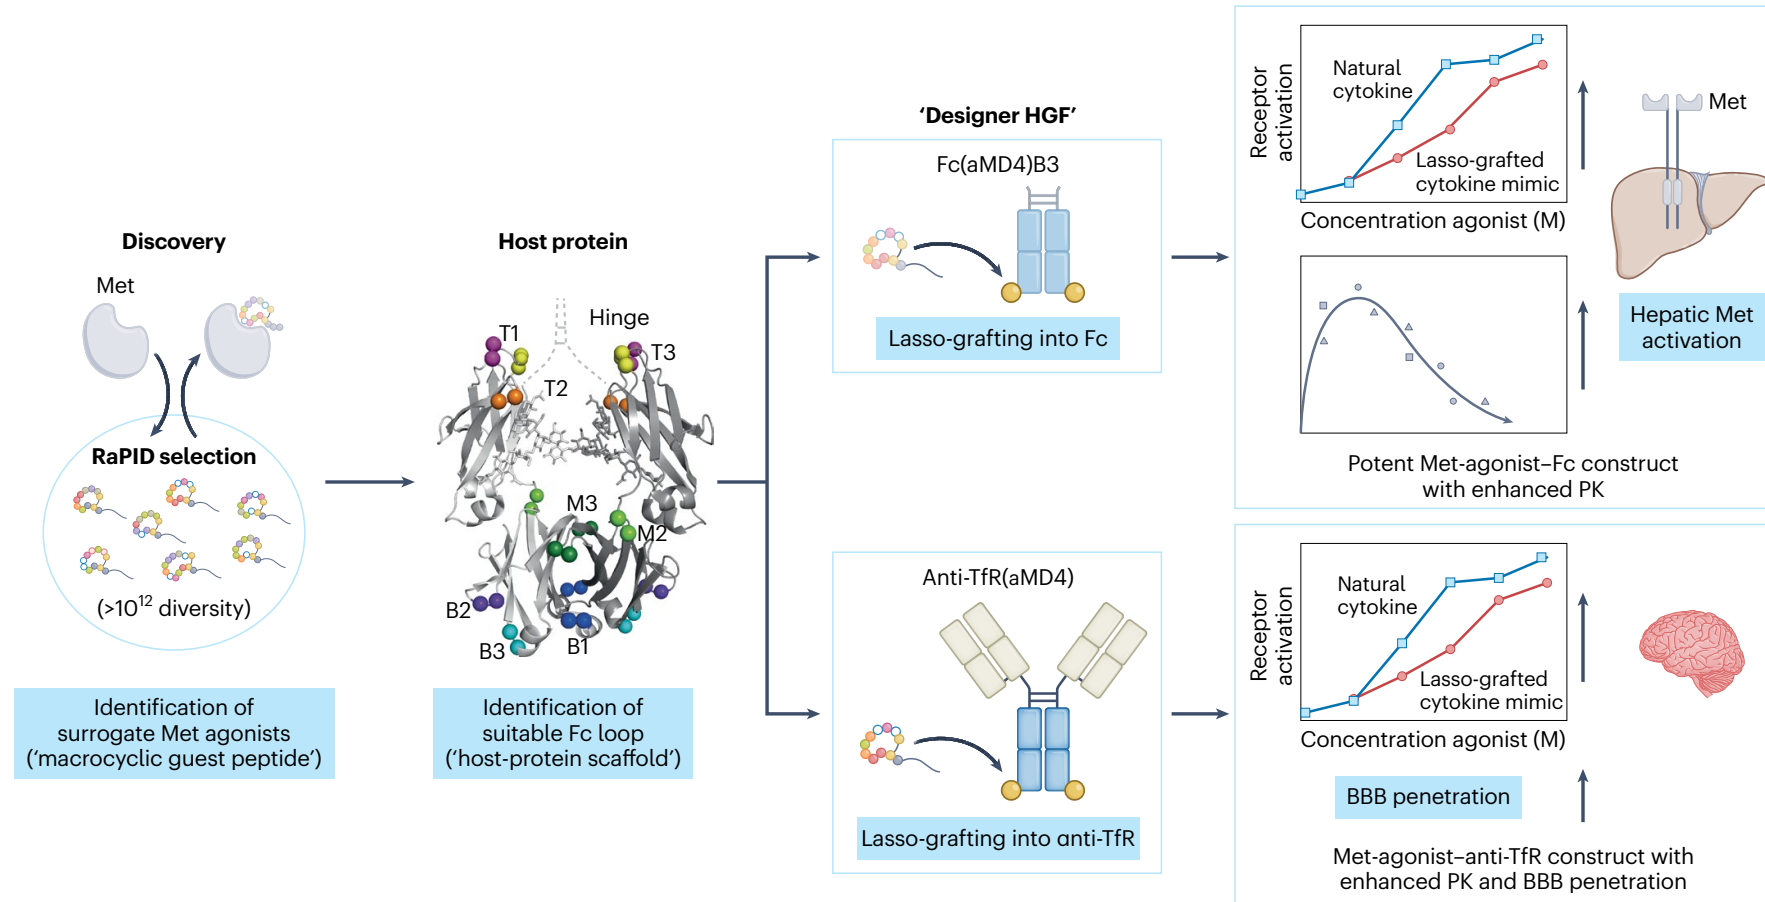 Discovery
Met
RaPID selection
(>10¹² diversity)
Identification of
surrogate Met agonists
('macrocyclic guest peptide')
Host protein
Hinge
T1
T3
T2
M3
M2
B2
B3
B1
Identification of
suitable Fc loop
('host-protein scaffold')
'Designer HGF'
Fc(aMD4)B3
Lasso-grafting into Fc
Anti-TfR(aMD4)
Lasso-grafting into anti-TfR
Receptor
activation
Natural
cytokine
Lasso-grafted
cytokine mimic
Concentration agonist (M)
Met
Hepatic Met
activation
Potent Met-agonist–Fc construct
with enhanced PK
Receptor
activation
Natural
cytokine
Lasso-grafted
cytokine mimic
Concentration agonist (M)
BBB penetration
Met-agonist–anti-TfR construct with
enhanced PK and BBB penetration